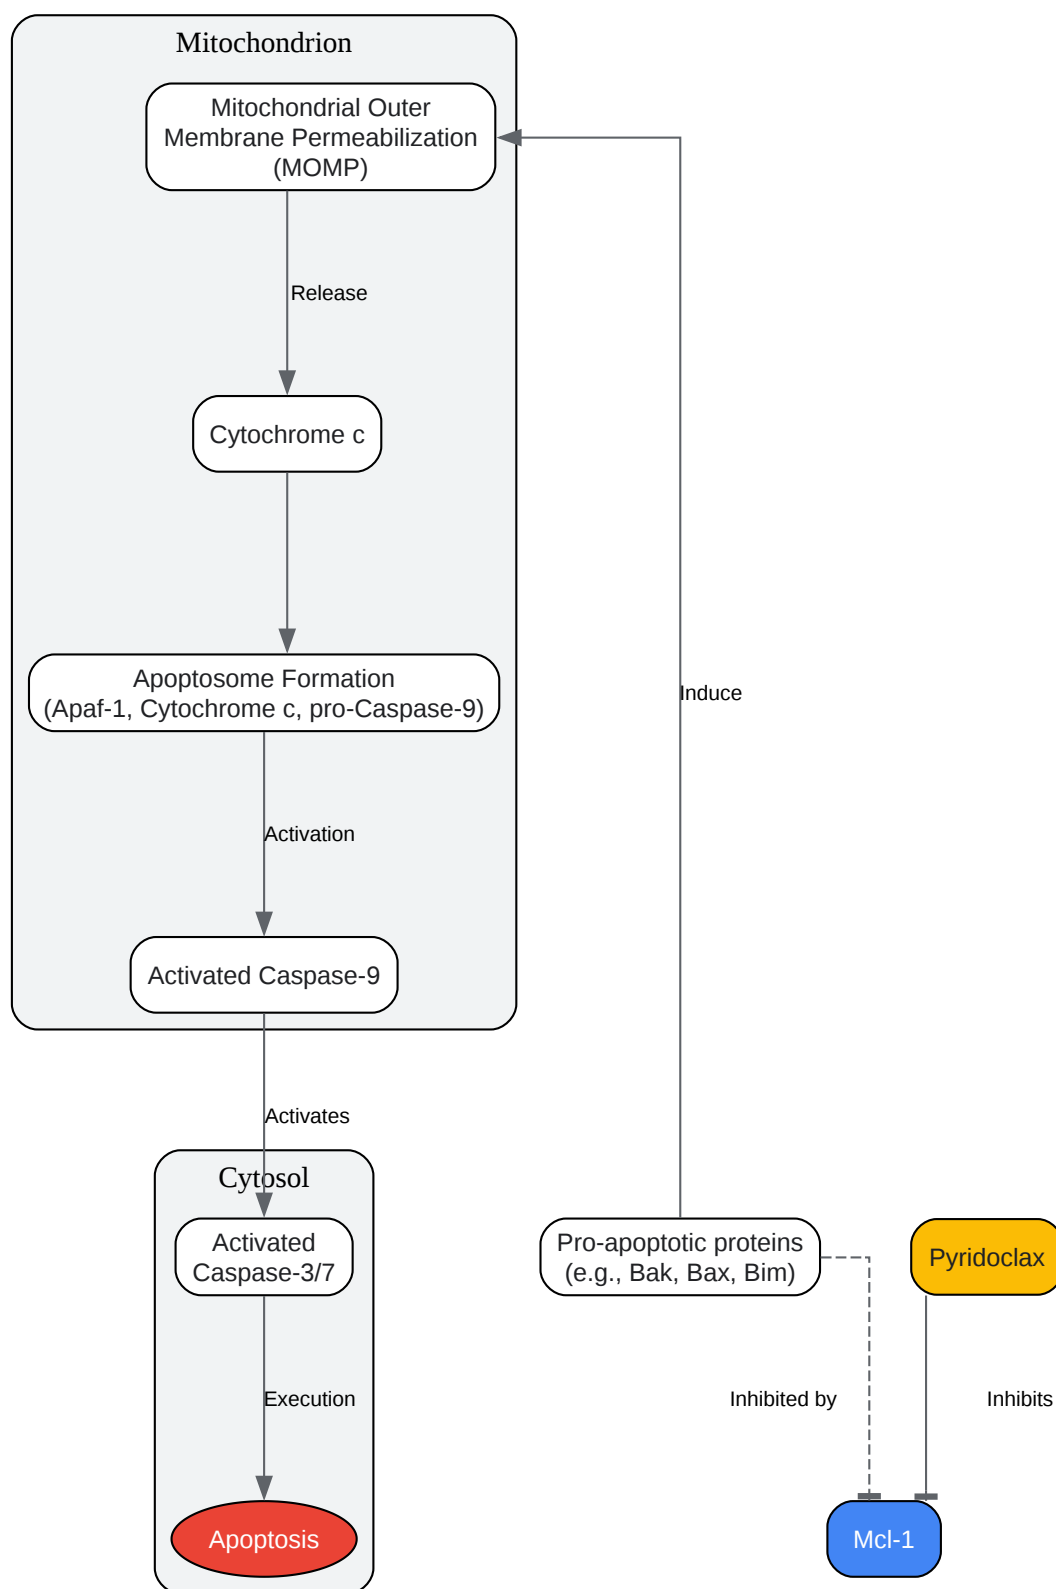 Mitochondrion
Mitochondrial Outer
Membrane Permeabilization
(MOMP)
Release
Cytochrome c
Apoptosome Formation
(Apaf-1, Cytochrome c, pro-Caspase-9)
Induce
Activation
Activated Caspase-9
Activates
Cytosol
Activated
Caspase-3/7
Pro-apoptotic proteins
(e.g., Bak, Bax, Bim)
Pyridoclax
Execution
Inhibited by
Inhibits
Apoptosis
Mcl-1